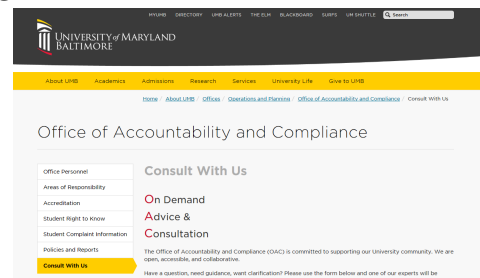 MYUMB DIRECTORY UMB ALERTS THE ELM BLACKBOARD SURFS UM SHUTTLE Search
UNIVERSITY of MARYLAND
BALTIMORE
About UMB Academics Admissions Research Services University Life Give to UMB
Home / About UMB / Offices / Operations and Planning / Office of Accountability and Compliance / Consult With Us
Office of Accountability and Compliance
Office Personnel
Areas of Responsibility
Accreditation
Student Right to Know
Student Complaint Information
Policies and Reports
Consult With Us
Consult With Us
On Demand
Advice &
Consultation
The Office of Accountability and Compliance (OAC) is committed to supporting our University community. We are
open, accessible, and collaborative.
Have a question, need guidance, want clarification? Please use the form below and one of our experts will be